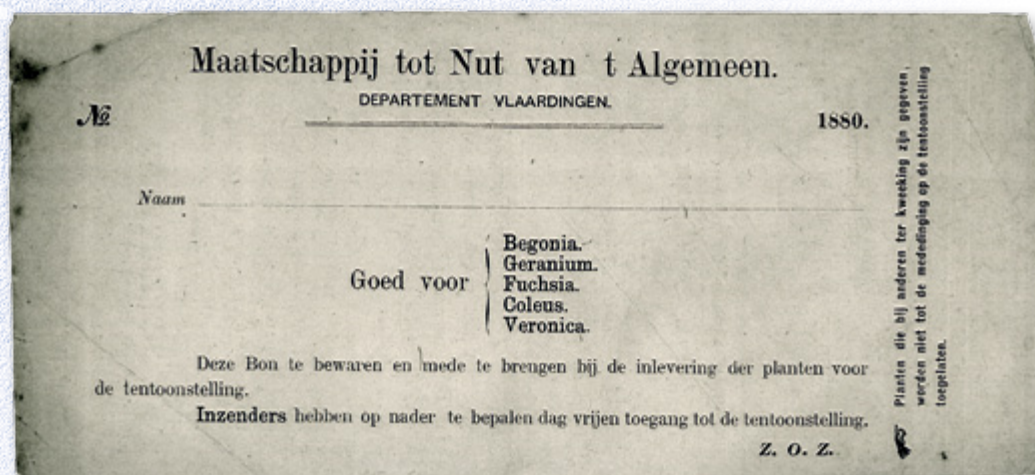 Maatschappij tot Nut van t Algemeen.
DEPARTEMENT VLAARDINGEN.
№
1880.
Naam
Goed voor
Begonia.
Geranium.
Fuchsia.
Coleus.
Veronica.
Deze Bon te bewaren en mede te brengen bij de inlevering der planten voor
de tentoonstelling.
Inzenders hebben op nader te bepalen dag vrijen toegang tot de tentoonstelling.
Z. O. Z.
Planten die bij anderen ter kweeking zijn gegeven,
worden niet tot de mededinging op de tentoonstelling
toegelaten.